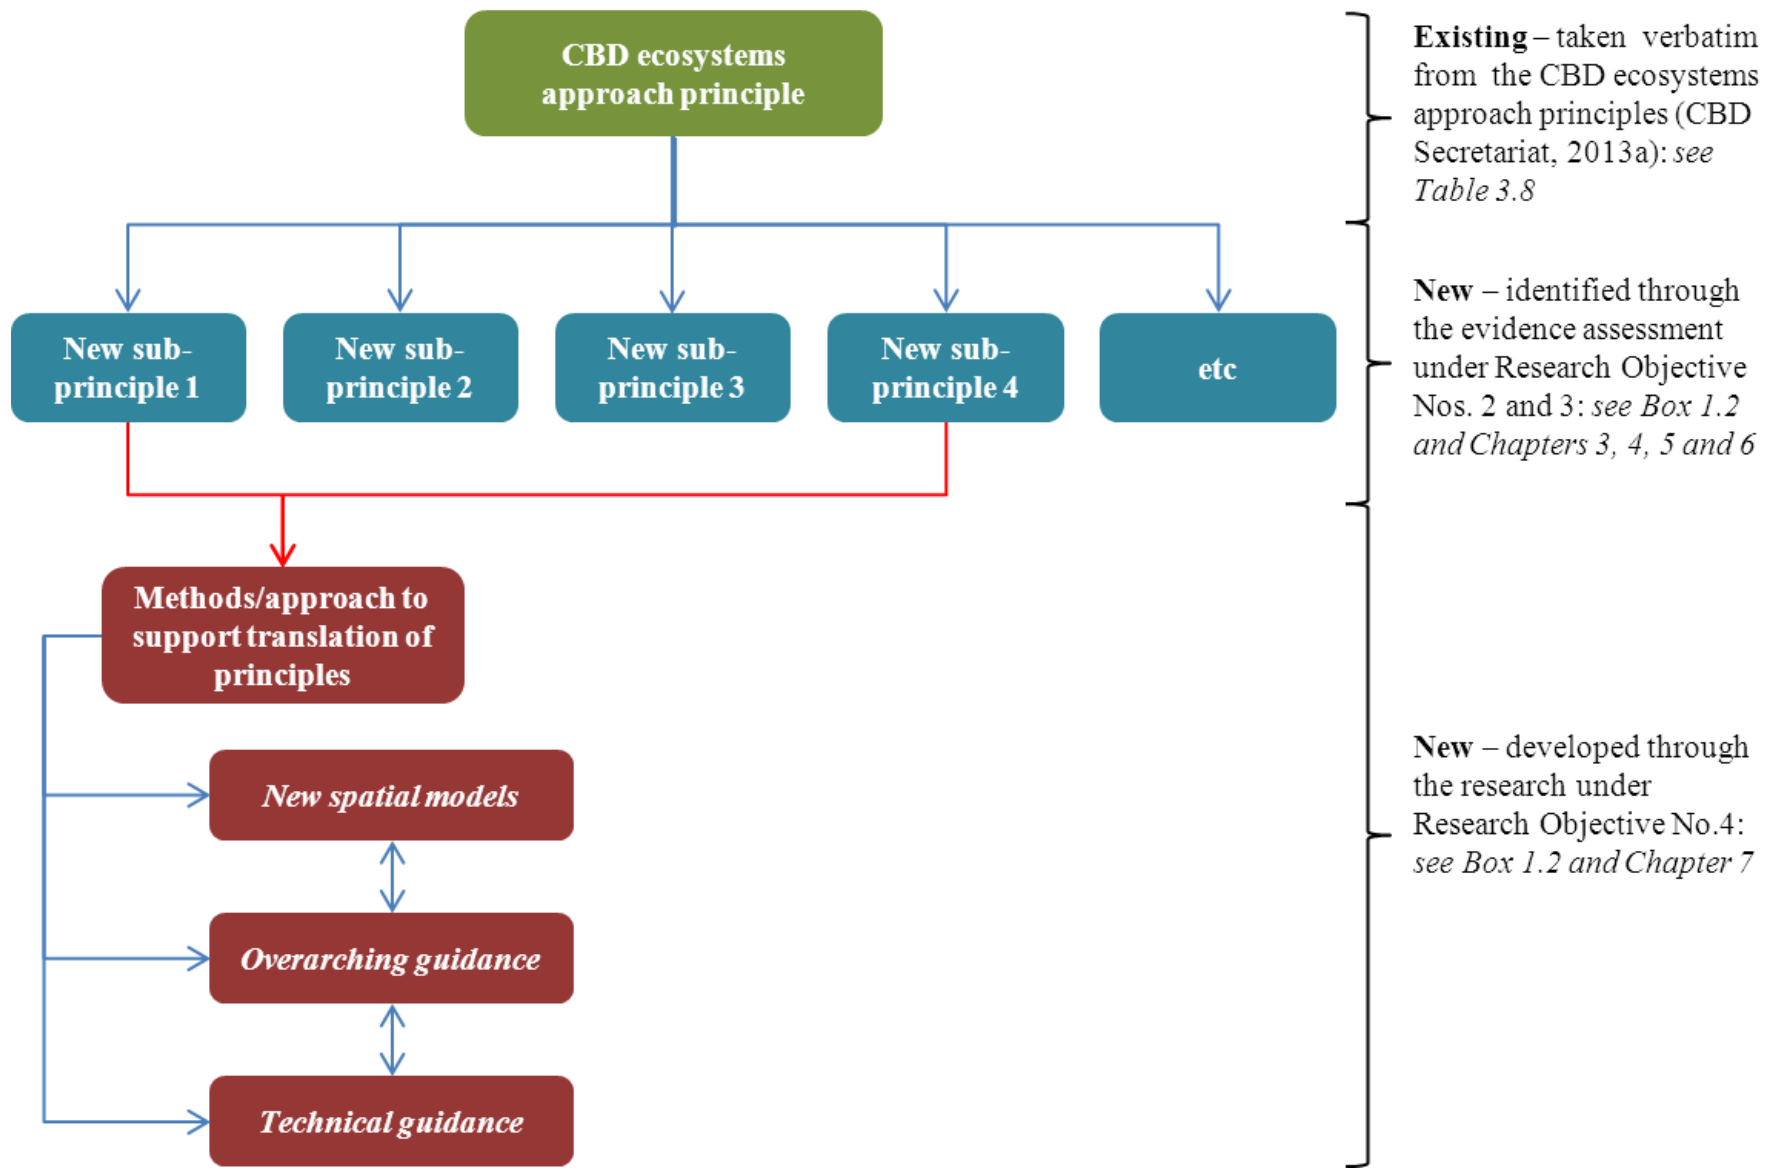 CBD ecosystems
approach principle
Existing – taken verbatim
from the CBD ecosystems
approach principles (CBD
Secretariat, 2013a): see
Table 3.8
New sub-
principle 1
New sub-
principle 2
New sub-
principle 3
New sub-
principle 4
etc
New – identified through
the evidence assessment
under Research Objective
Nos. 2 and 3: see Box 1.2
and Chapters 3, 4, 5 and 6
Methods/approach to
support translation of
principles
New spatial models
Overarching guidance
Technical guidance
New – developed through
the research under
Research Objective No.4:
see Box 1.2 and Chapter 7